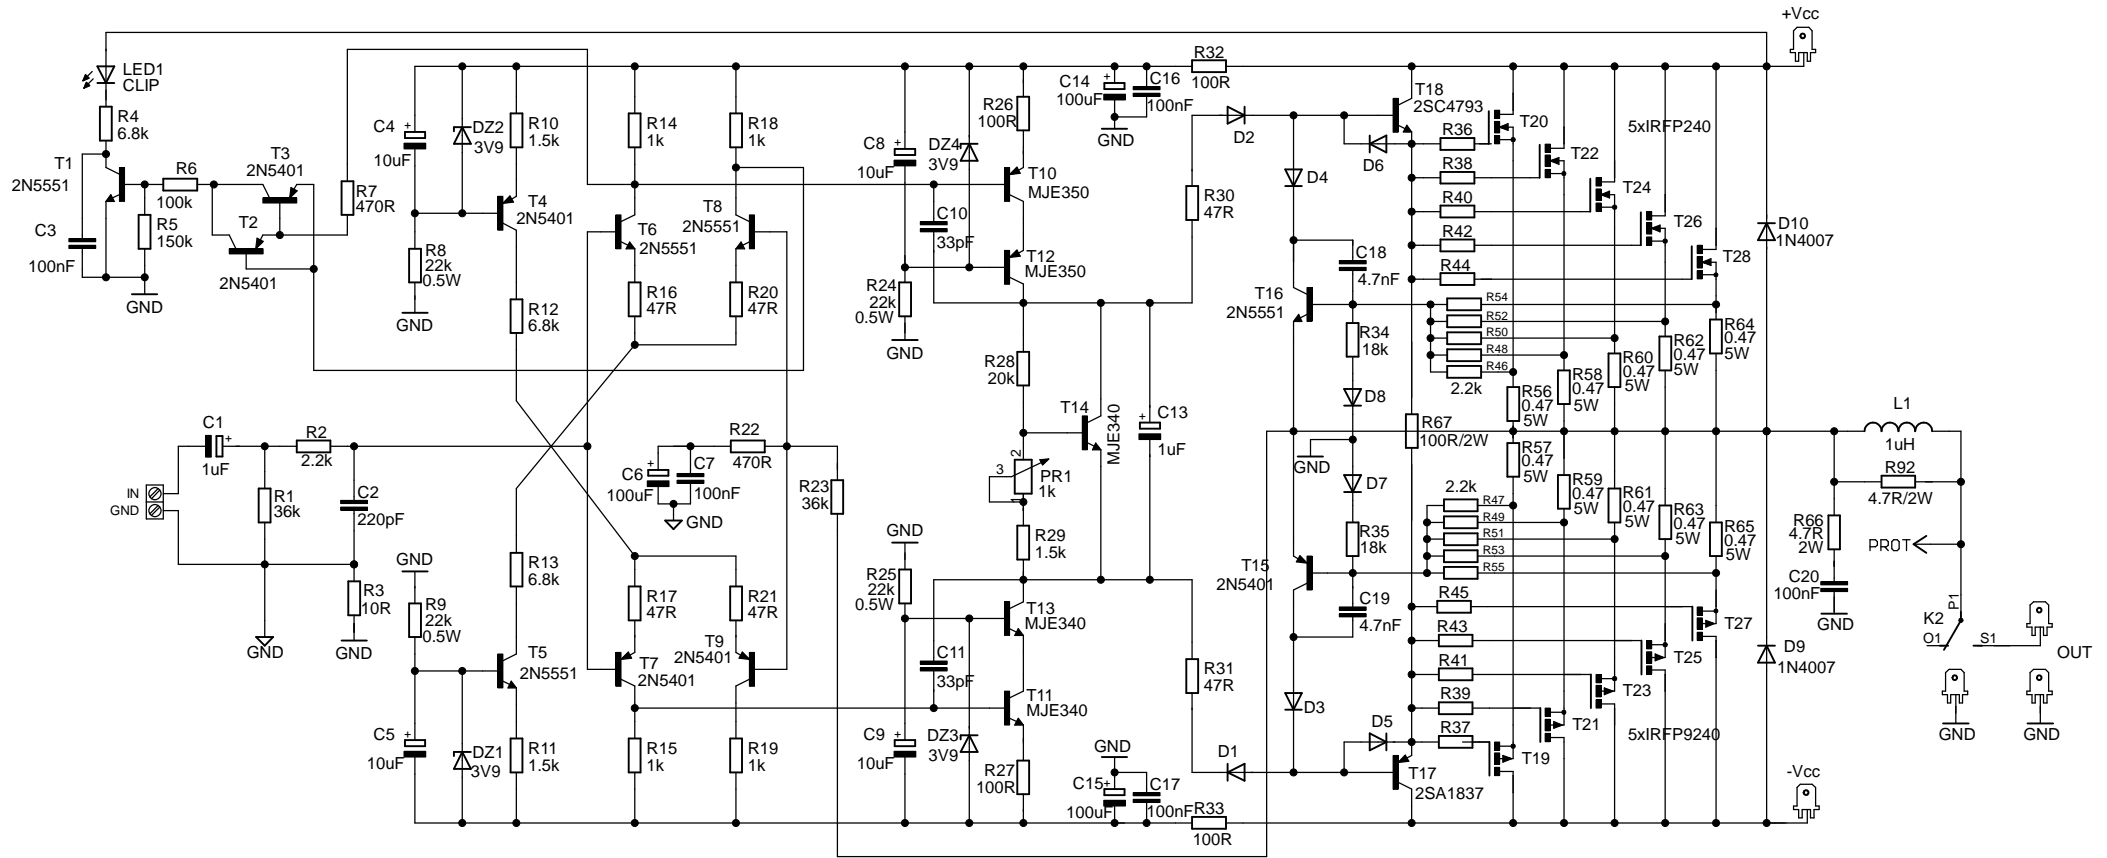 +Vcc
LED1
CLIP
R4
6.8k
T1
2N5551
C3
100nF
R6
100k
R5
150k
GND
T3
2N5401
T2
2N5401
R7
470R
C4
+
10uF
DZ2
3V9
R10
1.5k
T4
2N5401
R8
22k
0.5W
GND
R12
6.8k
R14
1k
R18
1k
T6
2N5551
T8
2N5551
R16
47R
R20
47R
C8
+
10uF
DZ4
3V9
R26
100R
T10
MJE350
C10
33pF
T12
MJE350
R24
22k
0.5W
GND
C14
+
100uF
C16
100nF
GND
R32
100R
R30
47R
D2
D4
T18
2SC4793
D6
R36
R38
R40
R42
R44
T20
T22
T24
T26
T28
5xIRFP240
D10
1N4007
C18
4.7nF
T16
2N5551
R54
R52
R50
R48
R46
2.2k
R34
18k
D8
R56
0.47
5W
R58
0.47
5W
R60
0.47
5W
R62
0.47
5W
R64
0.47
5W
R28
20k
T14
MJE340
C13
+
1uF
2
3
PR1
1k
R29
1.5k
C1
+
1uF
R2
2.2k
IN
GND
R1
36k
C2
220pF
R3
10R
GND
GND
R22
470R
C6
+
100uF
C7
100nF
GND
R23
36k
R67
100R/2W
GND
D7
R35
18k
T15
2N5401
C19
4.7nF
2.2k
R47
R49
R51
R53
R55
R57
0.47
5W
R59
0.47
5W
R61
0.47
5W
R63
0.47
5W
R65
0.47
5W
L1
1uH
R92
4.7R/2W
R66
4.7R
2W
C20
100nF
GND
PROT
K2
P1
O1
S1
OUT
GND
GND
GND
R9
22k
0.5W
R13
6.8k
T5
2N5551
C5
+
10uF
DZ1
3V9
R11
1.5k
R17
47R
R21
47R
T7
2N5401
T9
2N5401
R15
1k
R19
1k
GND
R25
22k
0.5W
T13
MJE340
C11
33pF
T11
MJE340
C9
+
10uF
DZ3
3V9
R27
100R
GND
C15
+
100uF
C17
100nF
R33
100R
R31
47R
D1
D3
D5
T17
2SA1837
R45
R43
R41
R39
R37
T27
T25
T23
T21
T19
5xIRFP9240
D9
1N4007
-Vcc